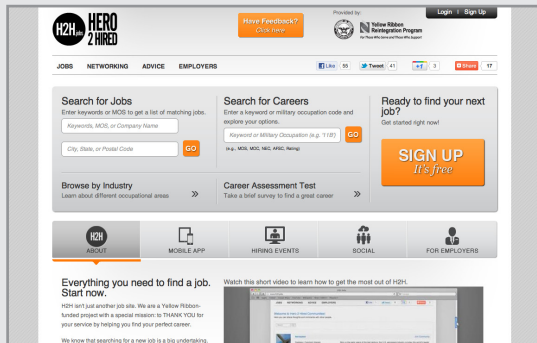 H2H jobs HERO 2 HIRED
Have Feedback?
Click here
Provided by:
Yellow Ribbon
Reintegration Program
For Those Who Serve and Those Who Support
Login | Sign Up
JOBS NETWORKING ADVICE EMPLOYERS
Like 55 Tweet 41 +1 3 Share 17
Search for Jobs
Enter keywords or MOS to get a list of matching jobs.
Keywords, MOS, or Company Name
City, State, or Postal Code GO
Search for Careers
Enter a keyword or military occupation code and
explore your options.
Keyword or Military Occupation (e.g. '11B') GO
(e.g., MOS, MOC, NEC, AFSC, Rating)
Ready to find your next
job?
Get started right now!
SIGN UP
It's free
Browse by Industry
Learn about different occupational areas »
Career Assessment Test
Take a brief survey to find a great career »
H2H
ABOUT MOBILE APP HIRING EVENTS SOCIAL FOR EMPLOYERS
Everything you need to find a job.
Start now.
H2H isn't just another job site. We are a Yellow Ribbon-
funded project with a special mission: to THANK YOU for
your service by helping you find your perfect career.
We know that searching for a new job is a big undertaking,
Watch this short video to learn how to get the most out of H2H.